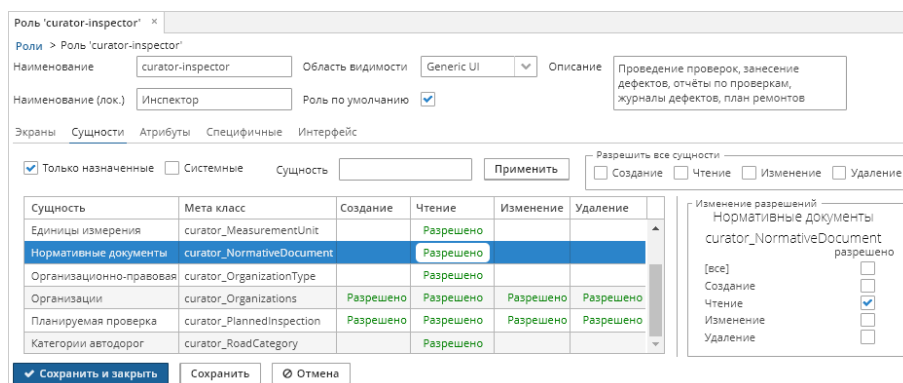 Роль 'curator-inspector' ×
Роли > Роль 'curator-inspector'
Наименование curator-inspector Область видимости Generic UI Описание Проведение проверок, занесение
дефектов, отчёты по проверкам,
журналы дефектов, план ремонтов
Наименование (лок.) Инспектор Роль по умолчанию
Экраны Сущности Атрибуты Специфичные Интерфейс
Разрешить все сущности
Только назначенные Системные Сущность Применить Создание Чтение Изменение Удаление
Сущность Мета класс Создание Чтение Изменение Удаление
Изменение разрешений
Нормативные документы
curator_NormativeDocument
разрешено
[все]
Создание
Чтение
Изменение
Удаление
Единицы измерения curator_MeasurementUnit Разрешено
Нормативные документы curator_NormativeDocument Разрешено
Организационно-правовая curator_OrganizationType Разрешено
Организации curator_Organizations Разрешено Разрешено Разрешено Разрешено
Планируемая проверка curator_PlannedInspection Разрешено Разрешено Разрешено Разрешено
Категории автодорог curator_RoadCategory Разрешено
Сохранить и закрыть Сохранить Отмена